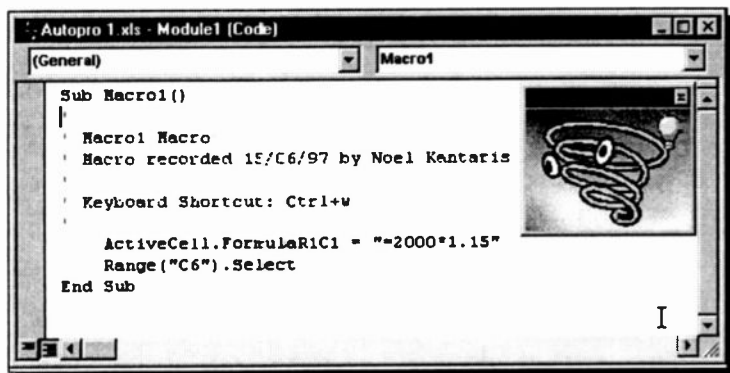 Autopro 1.xls - Module1 (Code)
(General) Macro1
Sub Macro1()
'
' Macro1 Macro
' Macro recorded 15/06/97 by Noel Kantaris
'
' Keyboard Shortcut: Ctrl+w
'
ActiveCell.FormulaR1C1 = "=2000*1.15"
Range("C6").Select
End Sub